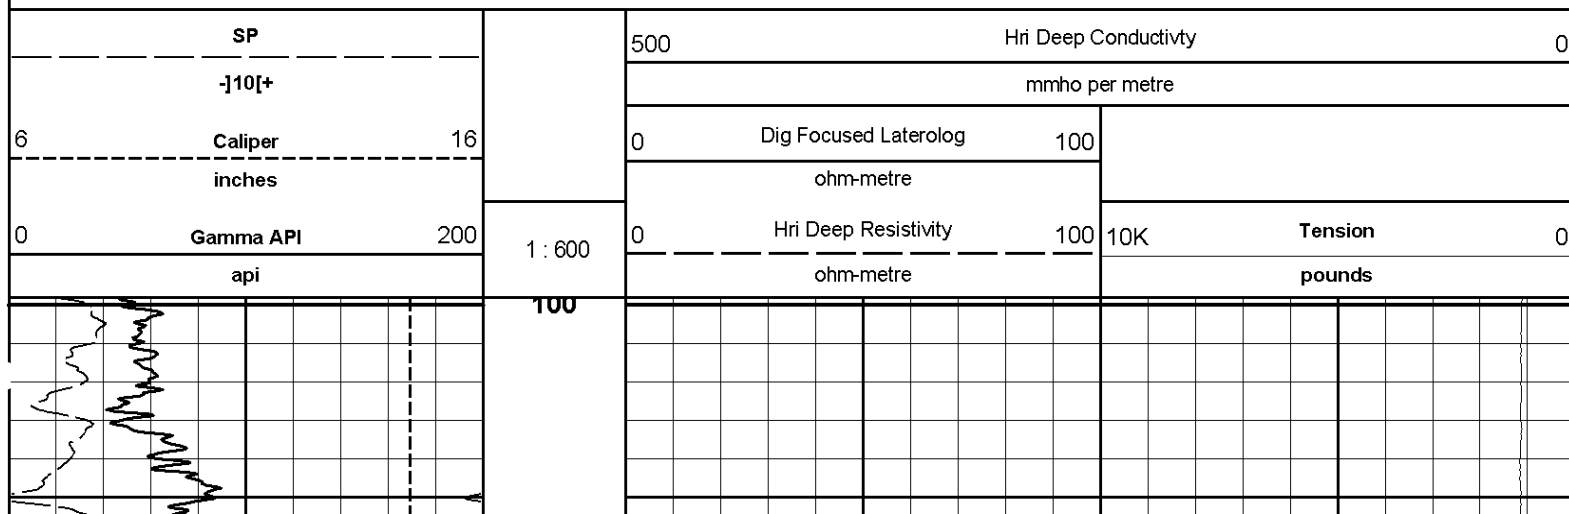 SP
-]10[+
6 Caliper 16
inches
0 Gamma API 200
api
1 : 600
500 Hri Deep Conductivty 0
mmho per metre
0 Dig Focused Laterolog 100
ohm-metre
0 Hri Deep Resistivity 100
ohm-metre
10K Tension 0
pounds
100